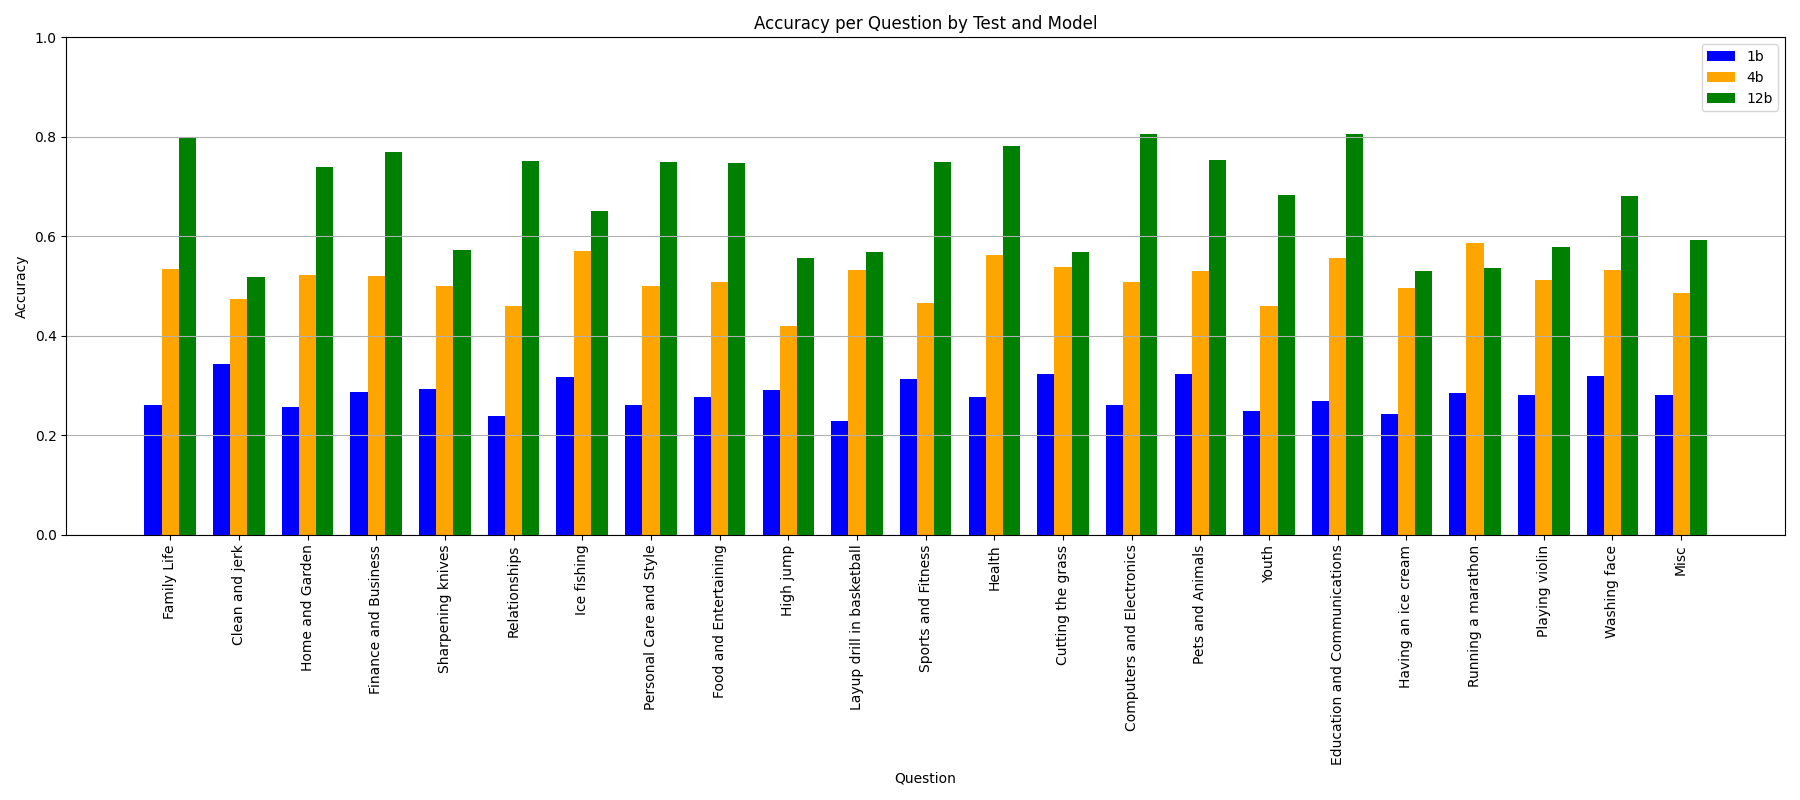 Accuracy per Question by Test and Model
1.0
0.8
0.6
0.4
0.2
0.0
Accuracy
1b
4b
12b
Family Life
Clean and jerk
Home and Garden
Finance and Business
Sharpening knives
Relationships
Ice fishing
Personal Care and Style
Food and Entertaining
High jump
Layup drill in basketball
Sports and Fitness
Health
Cutting the grass
Computers and Electronics
Pets and Animals
Youth
Education and Communications
Having an ice cream
Running a marathon
Playing violin
Washing face
Misc
Question